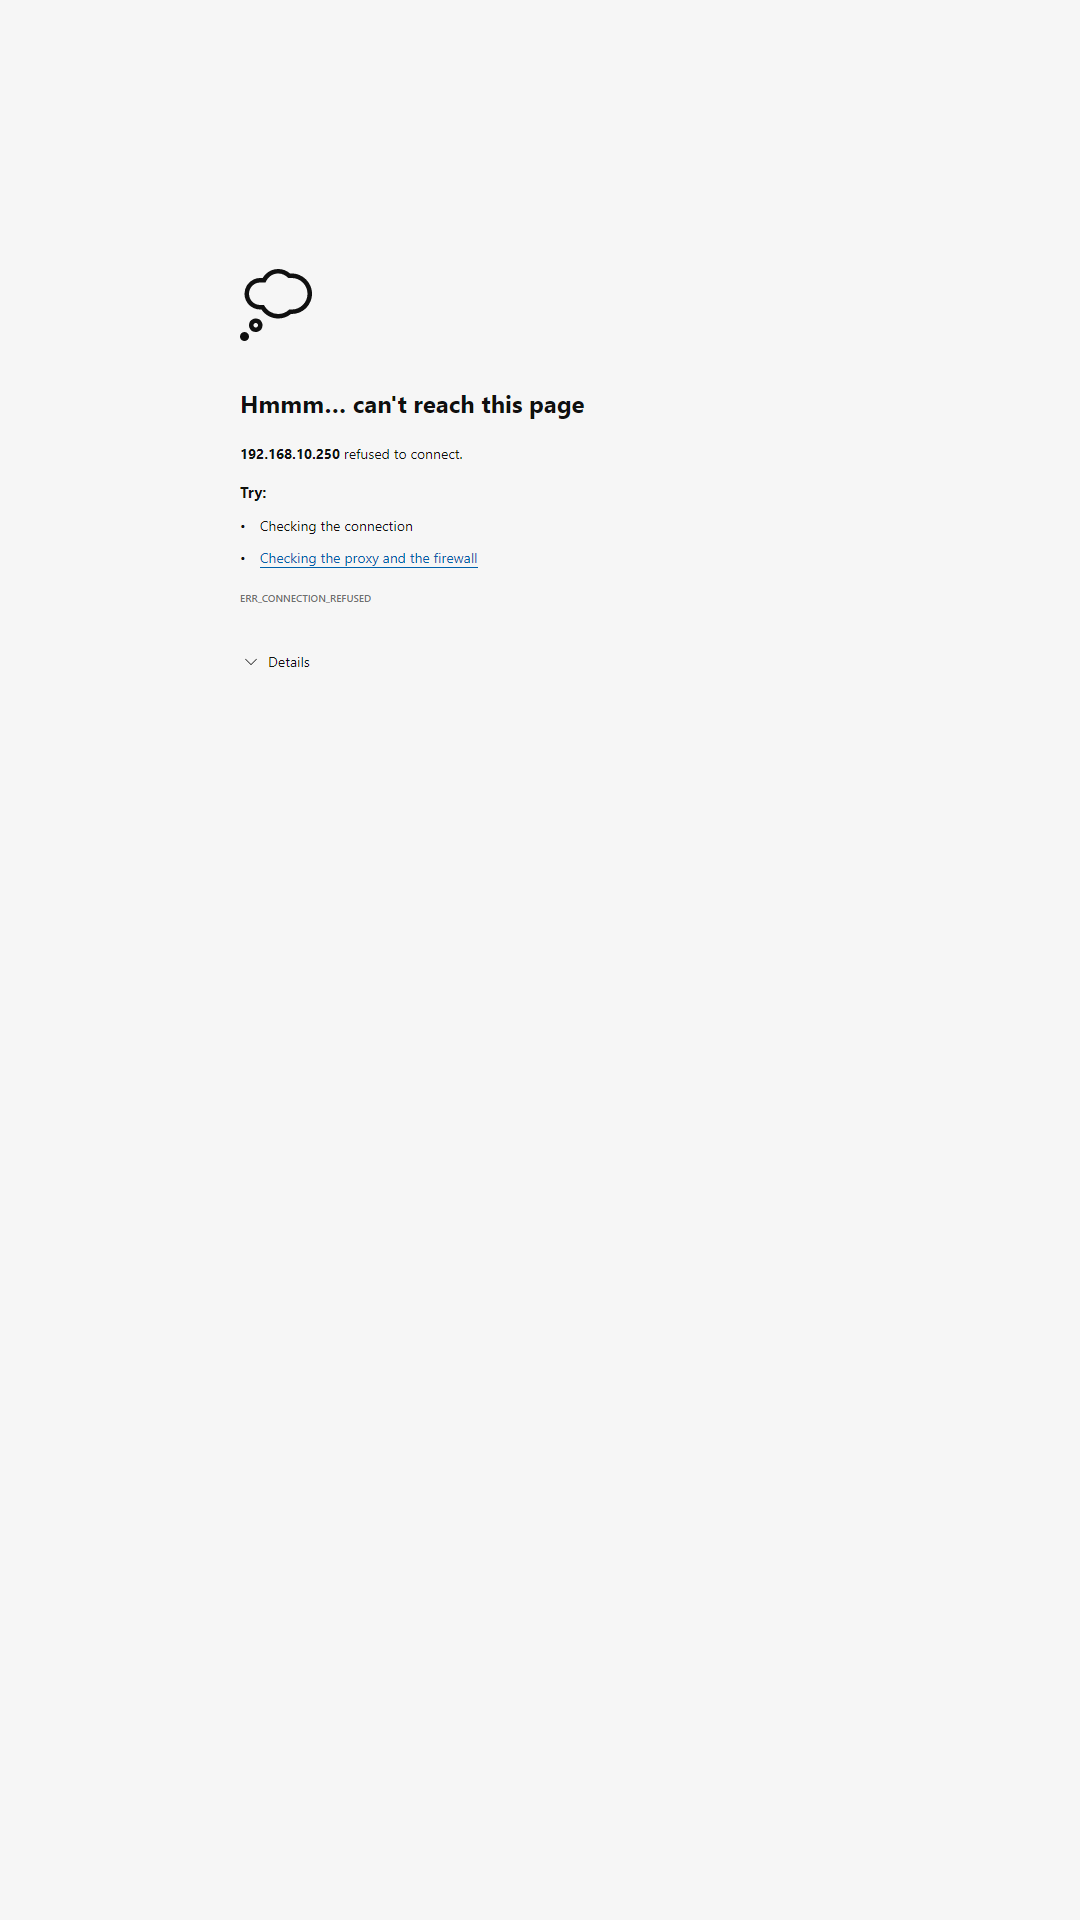 Hmmm… can't reach this page
192.168.10.250 refused to connect.
Try:
• Checking the connection
• Checking the proxy and the firewall
ERR_CONNECTION_REFUSED
Details